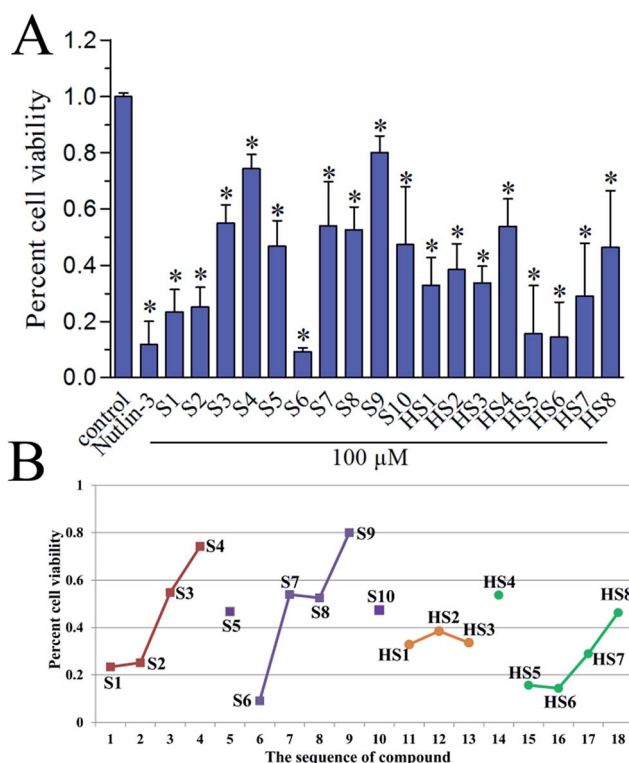 A
Percent cell viability
1.2
1.0
0.8
0.6
0.4
0.2
0.0
* * * * * * * * * * * * * * * * * * *
control Nutlin-3 S1 S2 S3 S4 S5 S6 S7 S8 S9 S10 HS1 HS2 HS3 HS4 HS5 HS6 HS7 HS8
100 µM
B
Percent cell viability
1
0.8
0.6
0.4
0.2
0
S1
S2
S3
S4
S5
S6
S7
S8
S9
S10
HS1
HS2
HS3
HS4
HS5
HS6
HS7
HS8
1 2 3 4 5 6 7 8 9 10 11 12 13 14 15 16 17 18
The sequence of compound